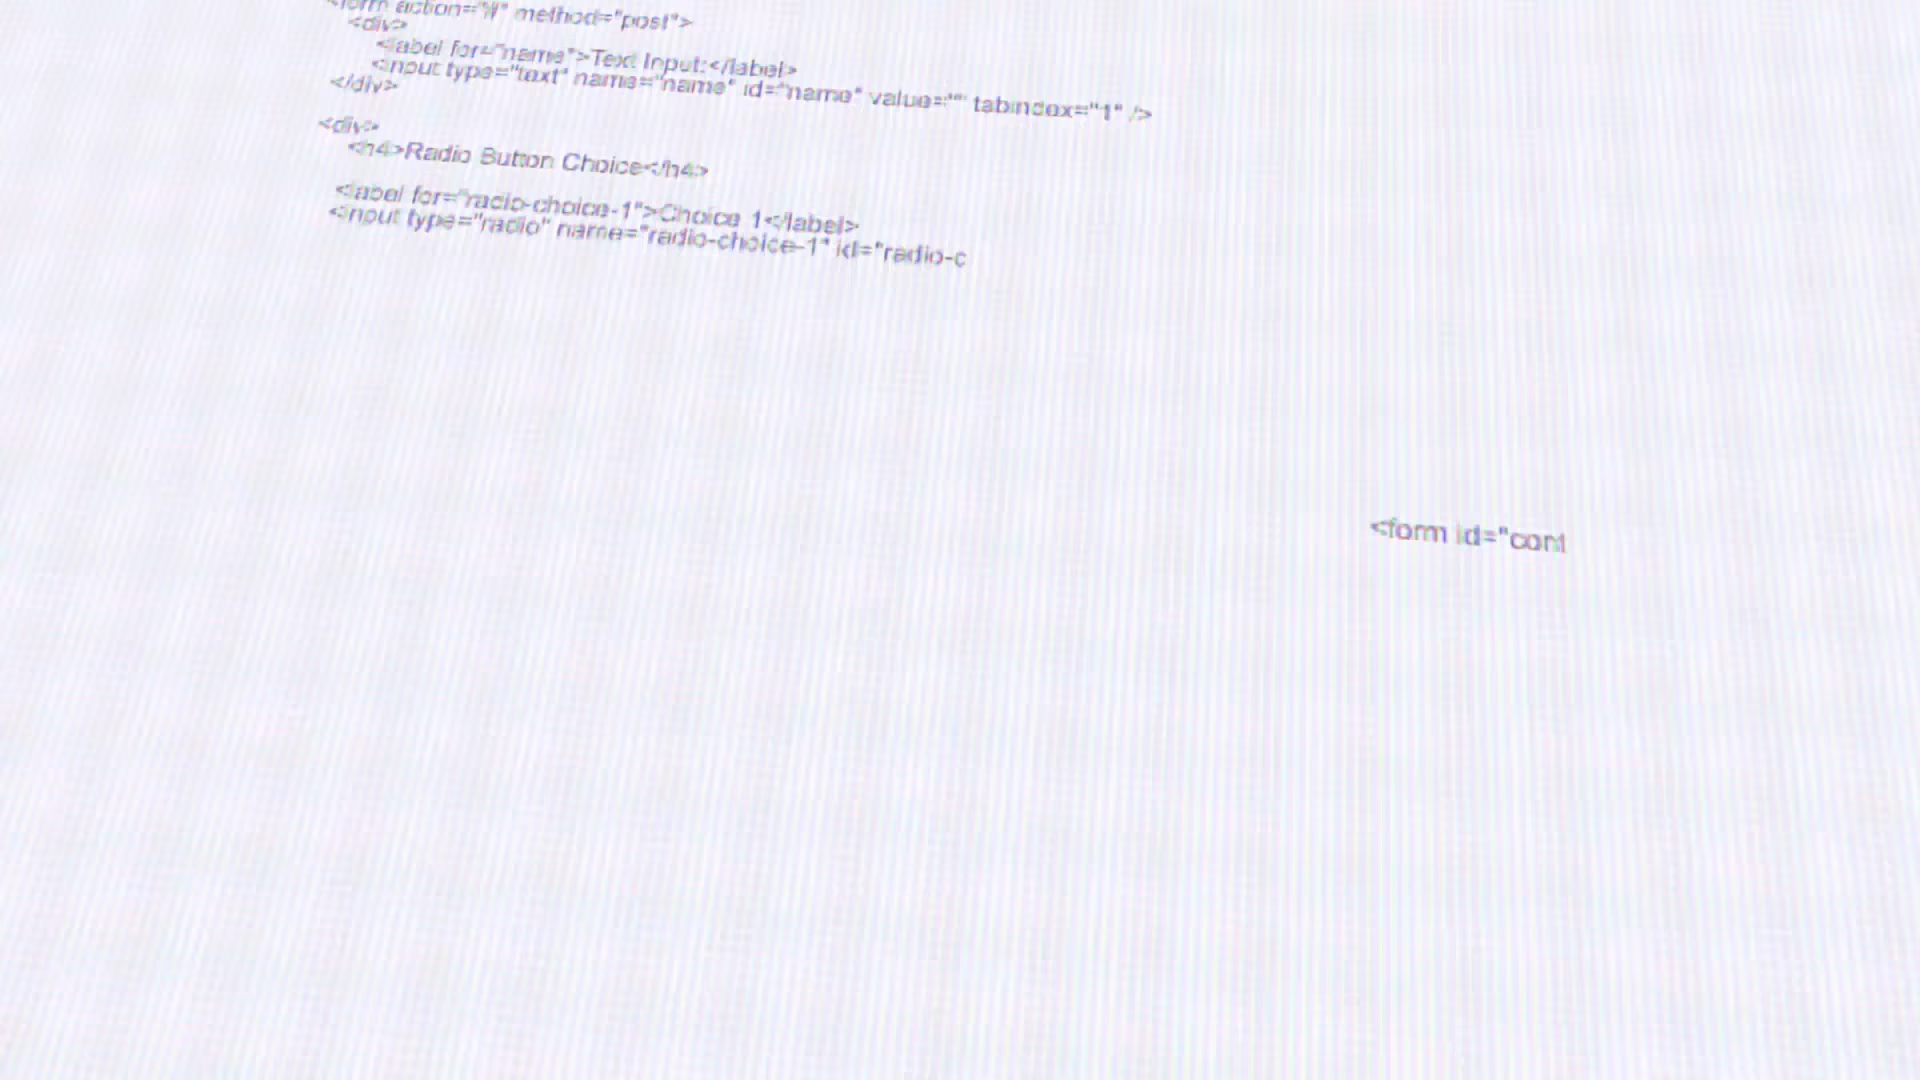 <form action="#" method="post">
<div>
<label for="name">Text Input:</label>
<input type="text" name="name" id="name" value="" tabindex="1" />
</div>
<div>
<h4>Radio Button Choice</h4>
<label for="radio-choice-1">Choice 1</label>
<input type="radio" name="radio-choice-1" id="radio-c
<form id="cont